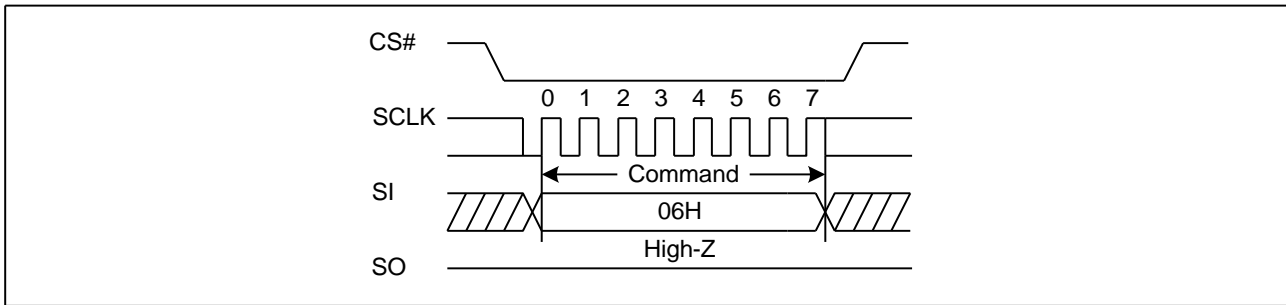 CS#
0 1 2 3 4 5 6 7
SCLK
Command
SI
06H
High-Z
SO